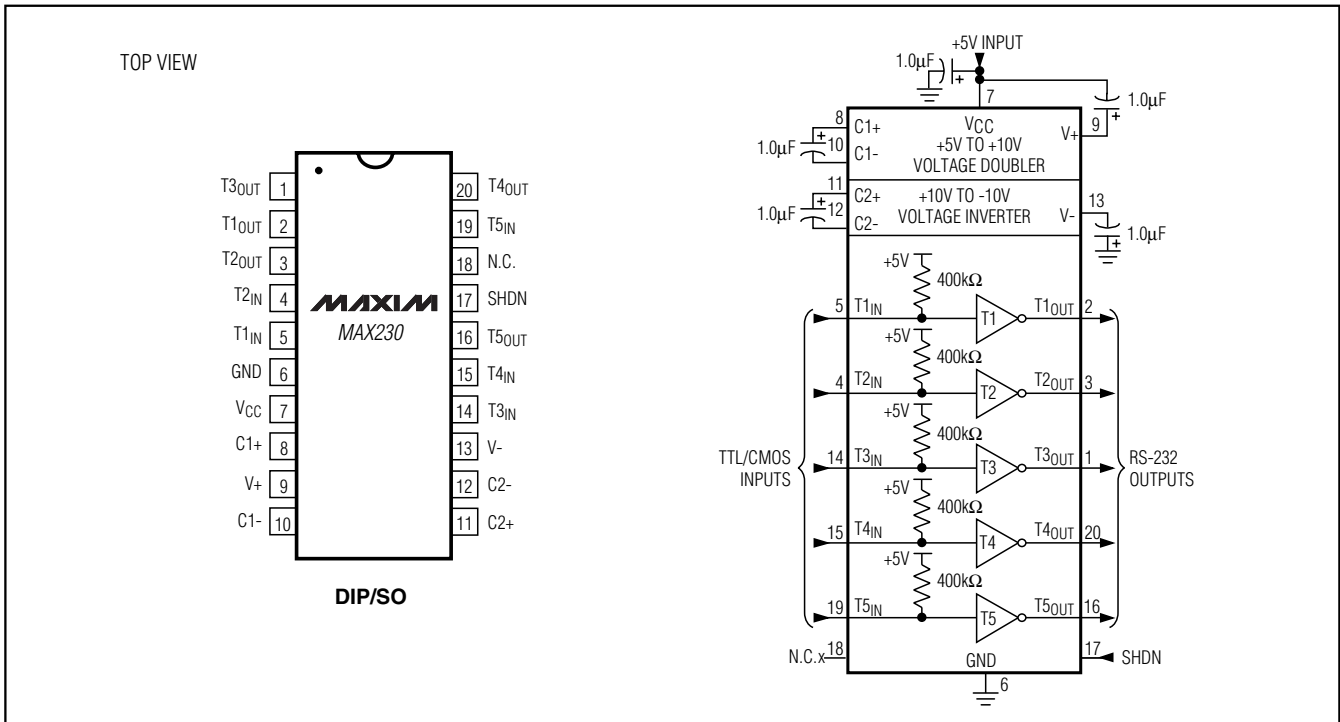 TOP VIEW
T3OUT 1
T1OUT 2
T2OUT 3
T2IN 4
T1IN 5
GND 6
VCC 7
C1+ 8
V+ 9
C1- 10
MAXIM
MAX230
20 T4OUT
19 T5IN
18 N.C.
17 SHDN
16 T5OUT
15 T4IN
14 T3IN
13 V-
12 C2-
11 C2+
DIP/SO
+5V INPUT
1.0μF
+
7
1.0μF
+
8 C1+
1.0μF + 10
C1-
VCC
+5V TO +10V
VOLTAGE DOUBLER
V+ 9
11 C2+
1.0μF + 12
C2-
+10V TO -10V
VOLTAGE INVERTER
V- 13
1.0μF
+
+5V
400kΩ
5 T1IN T1 T1OUT 2
+5V
400kΩ
4 T2IN T2 T2OUT 3
+5V
400kΩ
TTL/CMOS
INPUTS
14 T3IN T3 T3OUT 1
RS-232
OUTPUTS
+5V
400kΩ
15 T4IN T4 T4OUT 20
+5V
400kΩ
19 T5IN T5 T5OUT 16
N.C.x 18
GND
17 SHDN
6